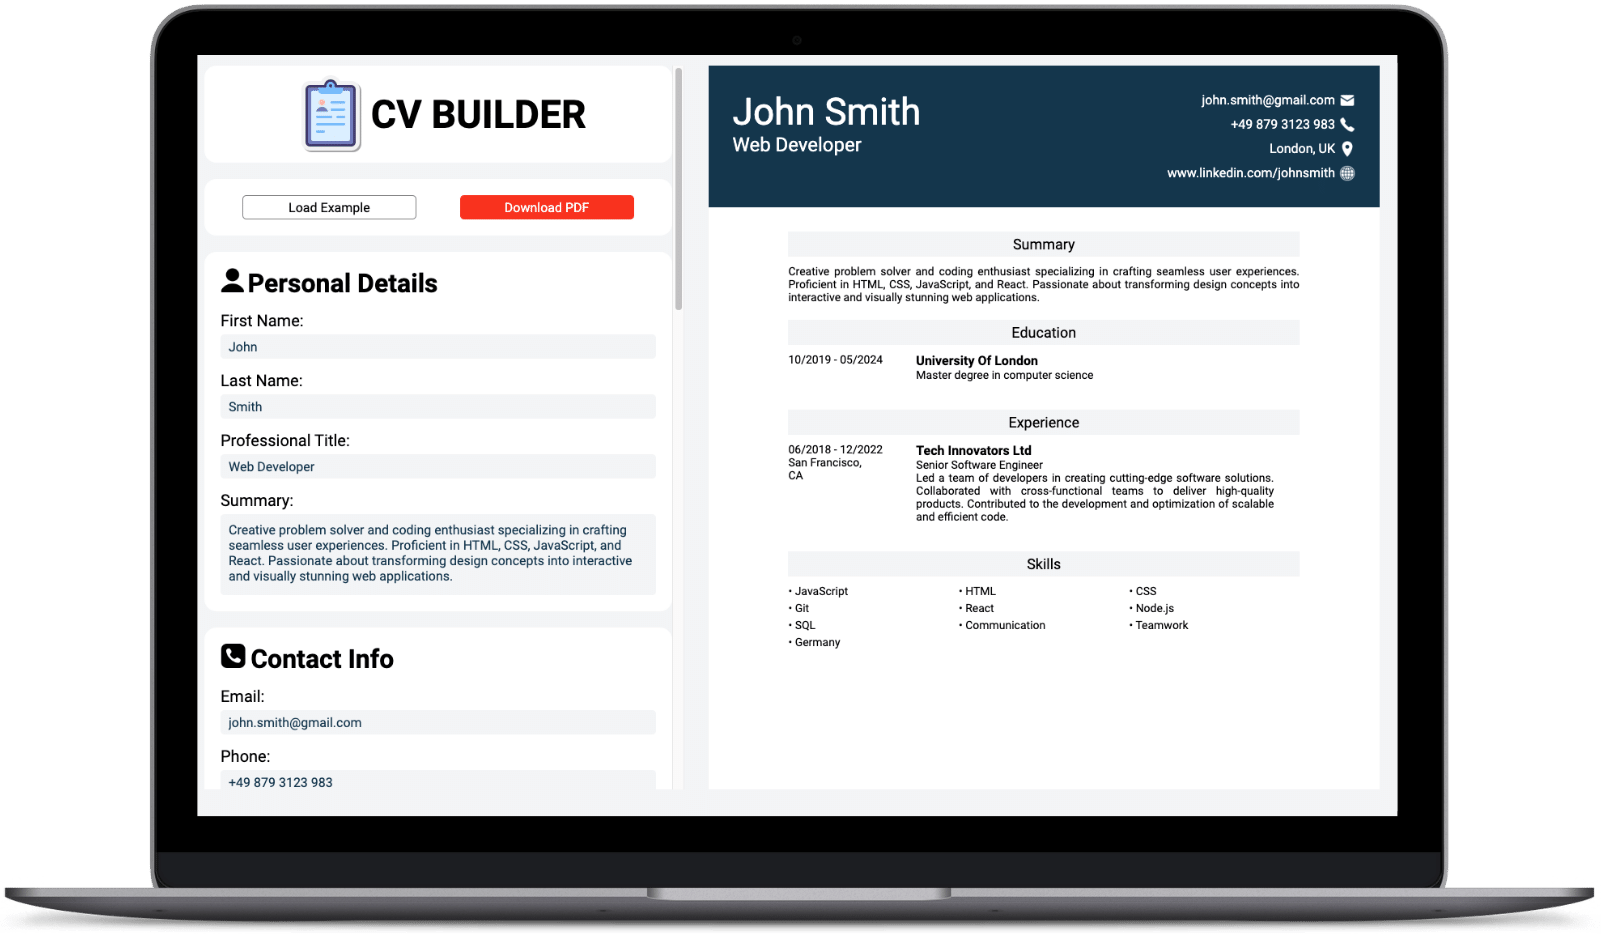 CV BUILDER
Load Example
Download PDF
Personal Details
First Name:
John
Last Name:
Smith
Professional Title:
Web Developer
Summary:
Creative problem solver and coding enthusiast specializing in crafting
seamless user experiences. Proficient in HTML, CSS, JavaScript, and
React. Passionate about transforming design concepts into interactive
and visually stunning web applications.
Contact Info
Email:
john.smith@gmail.com
Phone:
+49 879 3123 983
John Smith
Web Developer
john.smith@gmail.com
+49 879 3123 983
London, UK
www.linkedin.com/johnsmith
Summary
Creative problem solver and coding enthusiast specializing in crafting seamless user experiences.
Proficient in HTML, CSS, JavaScript, and React. Passionate about transforming design concepts into
interactive and visually stunning web applications.
Education
10/2019 - 05/2024
University Of London
Master degree in computer science
Experience
06/2018 - 12/2022
San Francisco,
CA
Tech Innovators Ltd
Senior Software Engineer
Led a team of developers in creating cutting-edge software solutions.
Collaborated with cross-functional teams to deliver high-quality
products. Contributed to the development and optimization of scalable
and efficient code.
Skills
• JavaScript • HTML • CSS
• Git • React • Node.js
• SQL • Communication • Teamwork
• Germany